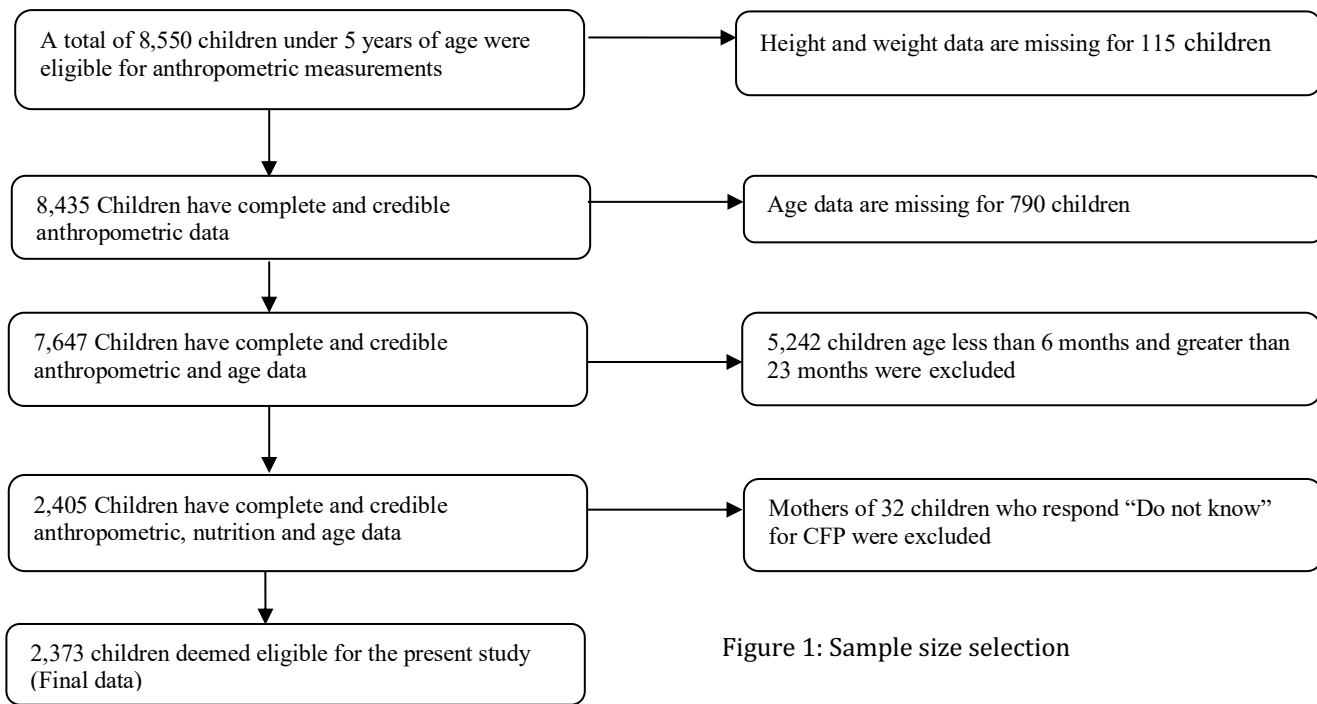 A total of 8,550 children under 5 years of age were
eligible for anthropometric measurements
Height and weight data are missing for 115 children
8,435 Children have complete and credible
anthropometric data
Age data are missing for 790 children
7,647 Children have complete and credible
anthropometric and age data
5,242 children age less than 6 months and greater than
23 months were excluded
2,405 Children have complete and credible
anthropometric, nutrition and age data
Mothers of 32 children who respond “Do not know”
for CFP were excluded
2,373 children deemed eligible for the present study
(Final data)
Figure 1: Sample size selection